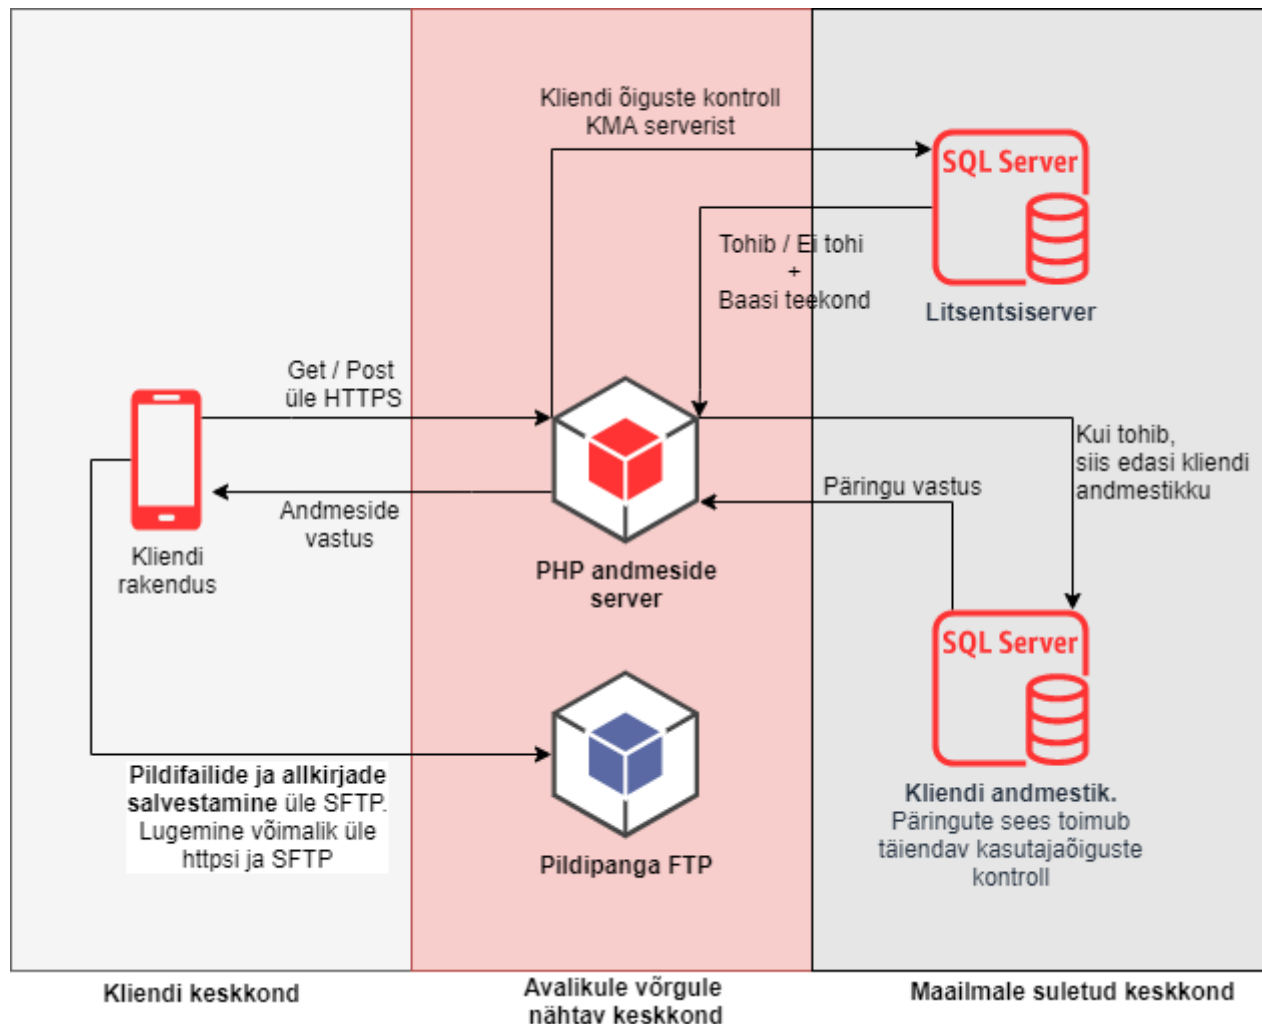 Kliendi õiguste kontroll
KMA serverist
SQL Server
Tohib / Ei tohi
+
Baasi teekond
Litsentsiserver
Get / Post
üle HTTPS
Kui tohib,
siis edasi kliendi
andmestikku
Päringu vastus
Andmeside
vastus
Kliendi
rakendus
PHP andmeside
server
SQL Server
Pildifailide ja allkirjade
salvestamine üle SFTP.
Lugemine võimalik üle
httpsi ja SFTP
Pildipanga FTP
Kliendi andmestik.
Päringute sees toimub
täiendav kasutajaõiguste
kontroll
Kliendi keskkond
Avalikule võrgule
nähtav keskkond
Maailmale suletud keskkond